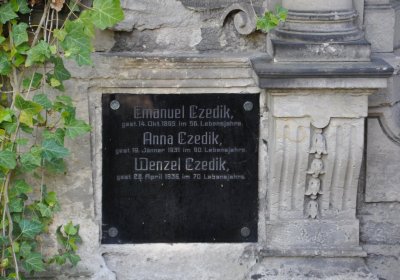 Emanuel Czedik,
gest. 14. Okt. 1895 im 56. Lebensjahre.
Anna Czedik,
gest. 19. Jänner 1931 im 90. Lebensjahre.
Wenzel Czedik,
gest. 28. April 1936 im 70. Lebensjahre.